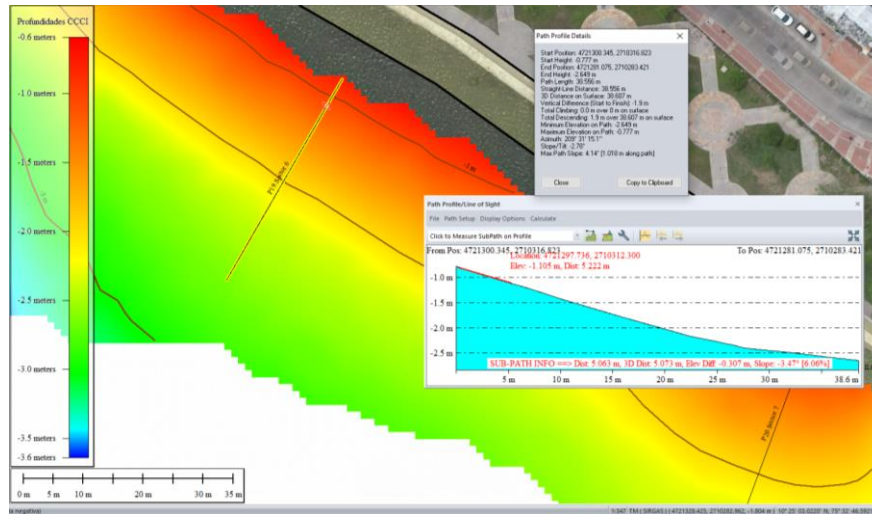 Profundidades CCCI
-0.6 meters
-1.0 meters
-1.5 meters
-2.0 meters
-2.5 meters
-3.0 meters
-3.5 meters
-3.6 meters
0 m 5 m 10 m 20 m 30 m 35 m
Path Profile Details
Start Position: 4721300.345, 2710316.823
Start Height: -0.777 m
End Position: 4721281.075, 2710283.421
End Height: -2.649 m
Path Length: 38.556 m
Straight-Line Distance: 38.556 m
3D Distance on Surface: 38.607 m
Vertical Difference (Start to Finish): -1.9 m
Total Climbing: 0.0 m over 0 m on surface
Total Descending: 1.9 m over 38.607 m on surface
Minimum Elevation on Path: -2.649 m
Maximum Elevation on Path: -0.777 m
Azimuth: 209° 31' 15.1"
Slope/Tilt: -2.78°
Max Path Slope: 4.14° (1.018 m along path)
Close
Copy to Clipboard
Path Profile/Line of Sight
File Path Setup Display Options Calculate
Click to Measure SubPath on Profile
From Pos: 4721300.345, 2710316.823
To Pos: 4721281.075, 2710283.421
Location: 4721297.736, 2710312.300
Elev: -1.105 m, Dist: 5.222 m
-1.0 m
-1.5 m
-2.0 m
-2.5 m
SUB-PATH INFO ==> Dist: 5.063 m, 3D Dist: 5.073 m, Elev Diff: -0.307 m, Slope: -3.47° [6.06%]
5 m 10 m 15 m 20 m 25 m 30 m 38.6 m